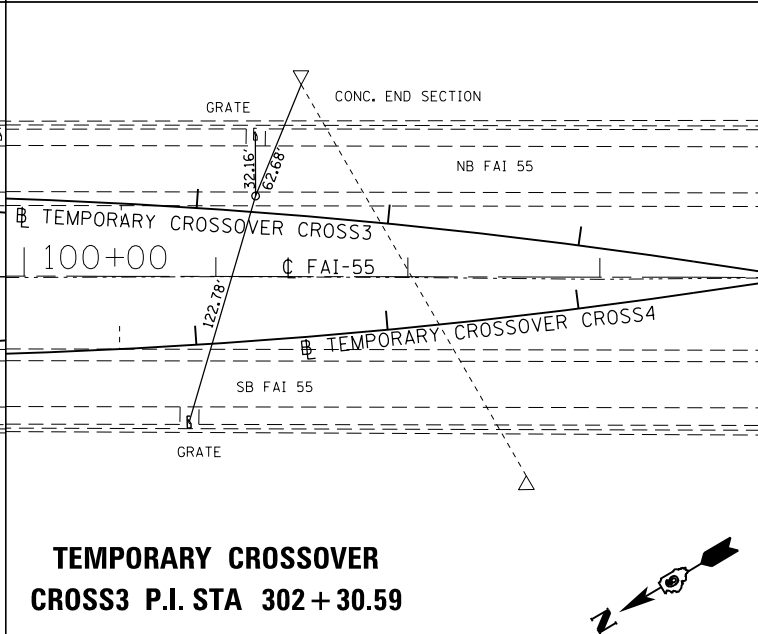 GRATE
CONC. END SECTION
32.16'
62.68'
NB FAI 55
℄ TEMPORARY CROSSOVER CROSS3
100+00
℄ FAI-55
122.78'
℄ TEMPORARY CROSSOVER CROSS4
SB FAI 55
GRATE
TEMPORARY CROSSOVER
CROSS3 P.I. STA 302+30.59
N